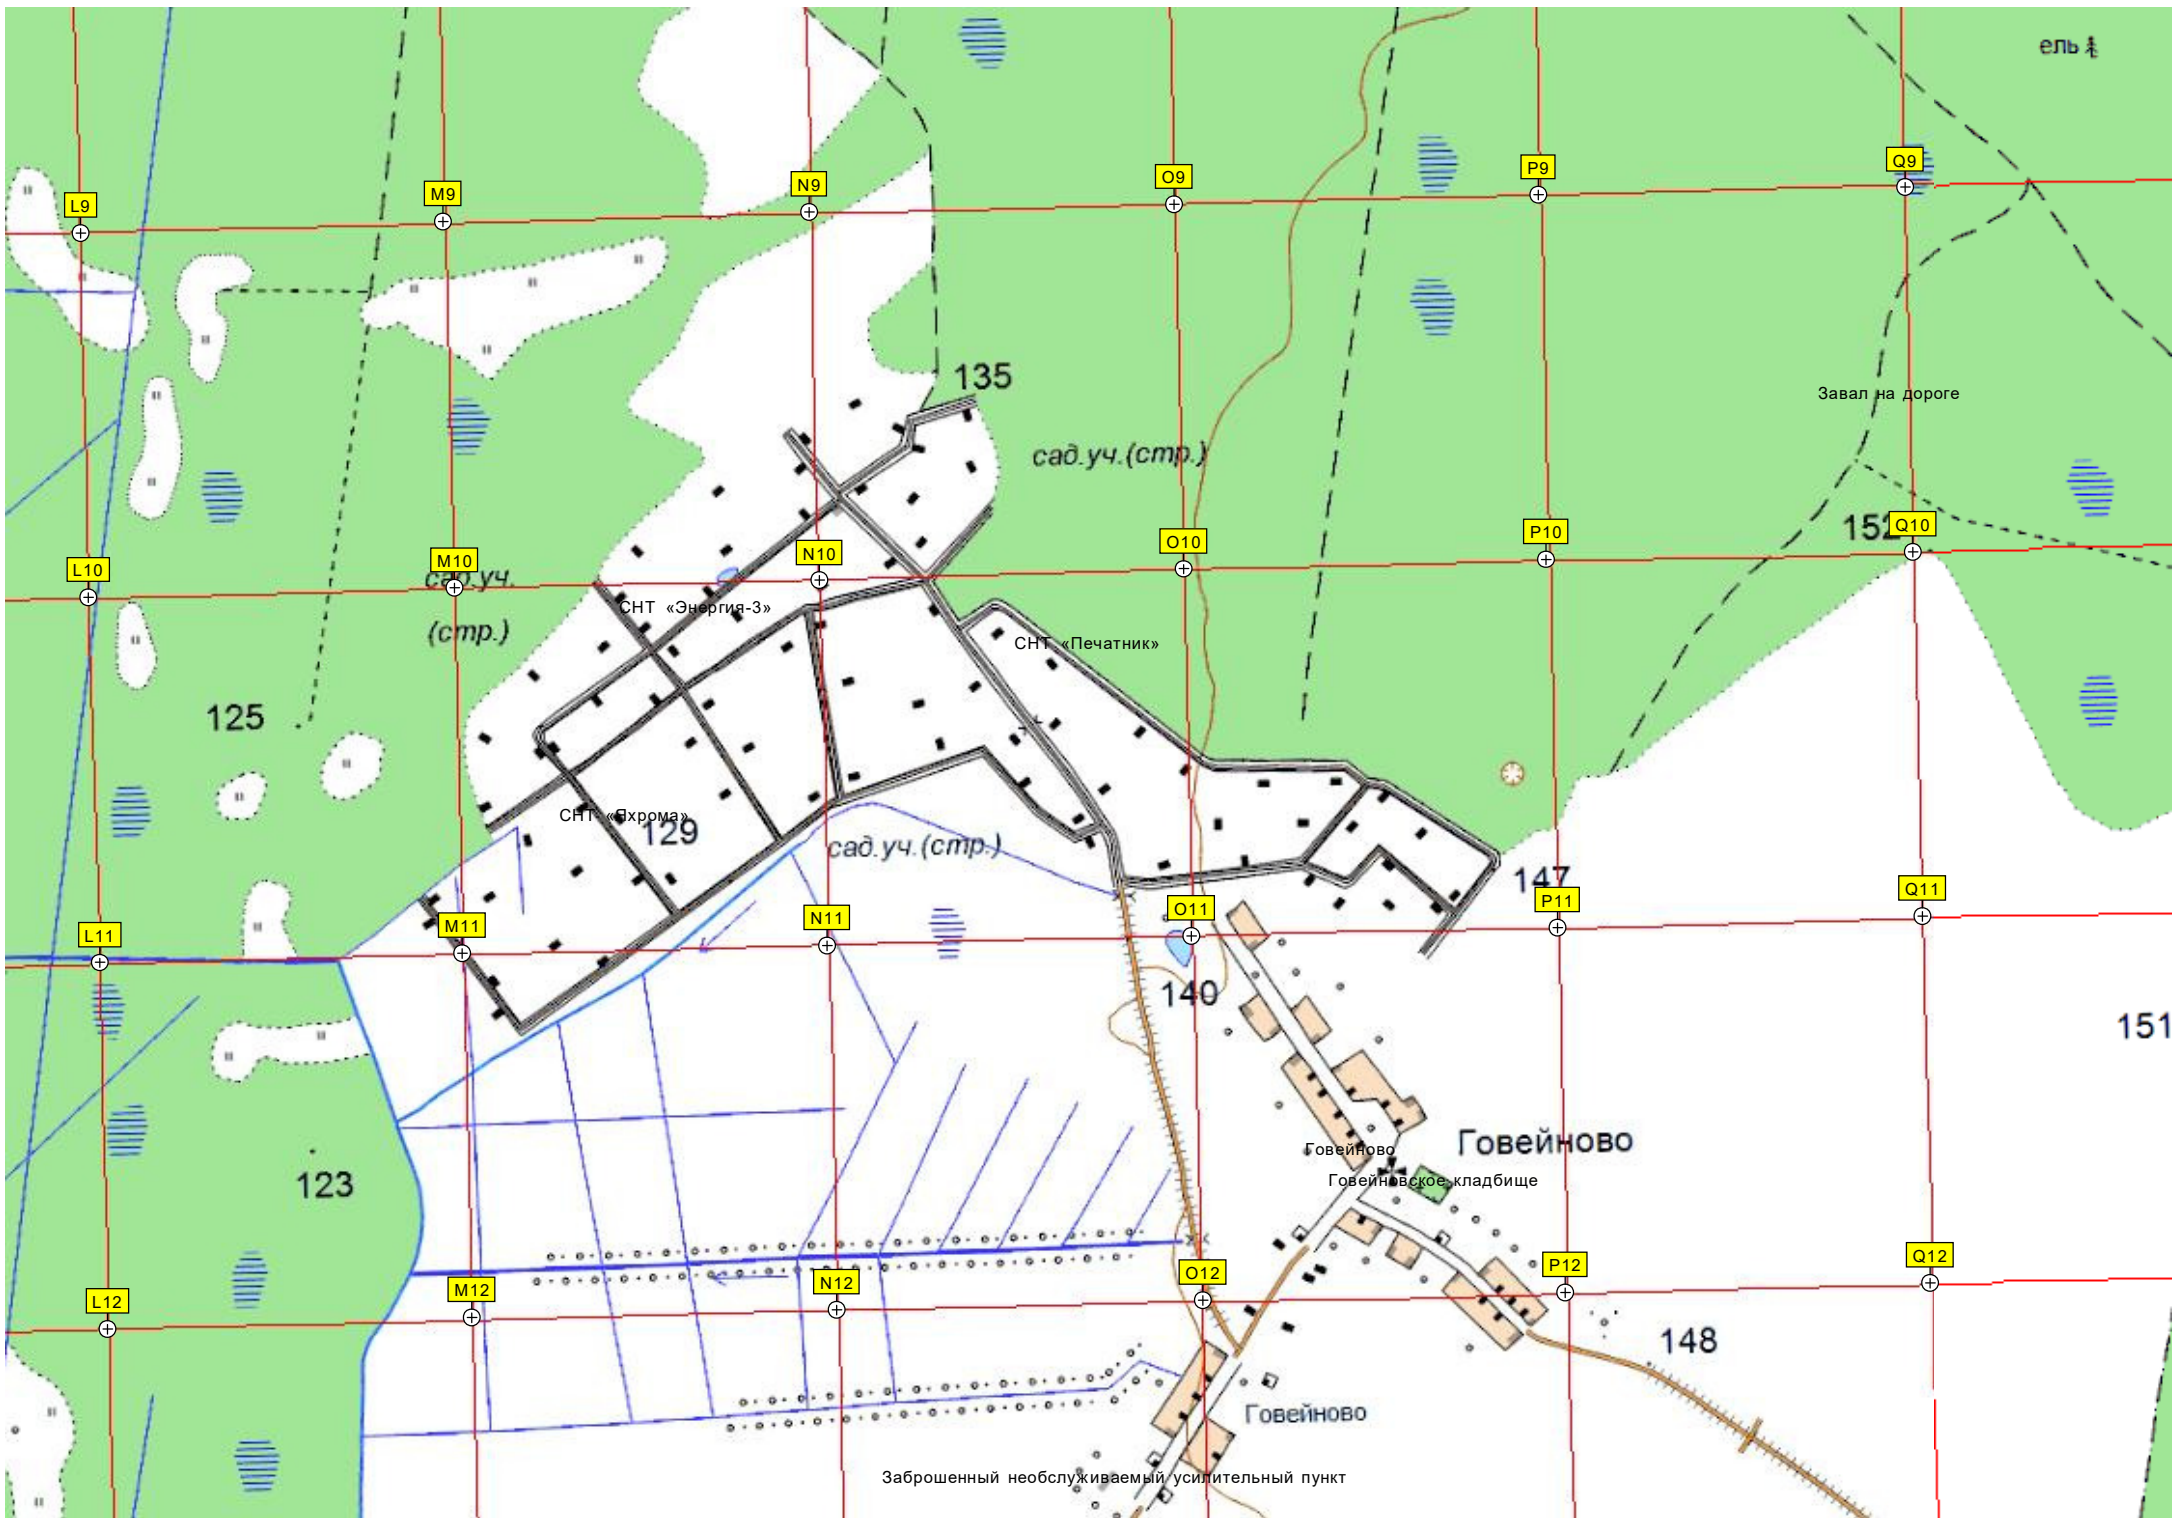 ель
Q9
P9
O9
N9
M9
L9
135
Завал на дороге
сад.уч.(стр.)
152
Q10
P10
O10
N10
M10
L10
сад.уч.
(стр.)
СНТ «Энергия-3»
СНТ «Печатник»
125
СНТ «Яхрома»
129
сад.уч.(стр.)
147
Q11
P11
O11
N11
M11
L11
140
151
Говейново
Говейново
Говейновское кладбище
123
Q12
P12
O12
N12
M12
L12
148
Говейново
Заброшенный необслуживаемый усилительный пункт